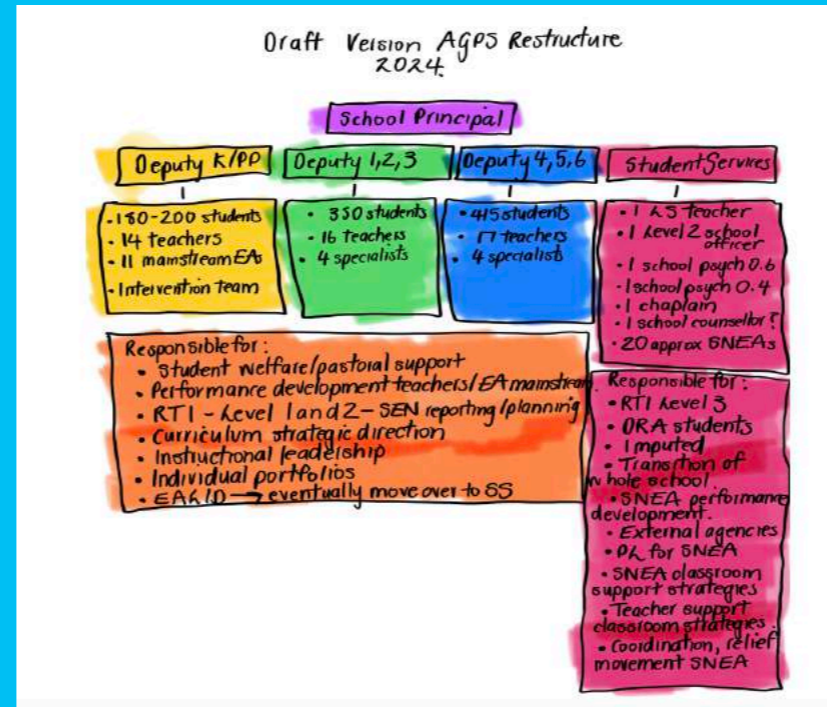 Draft Version AGPS Restructure
2024.
School Principal
Deputy K/PP
Deputy 1,2,3
Deputy 4,5,6
Student Services
• 180-200 students
• 14 teachers
• 11 mainstream EAs
• Intervention team
• 350 students
• 16 teachers
• 4 specialists
• 415 students
• 17 teachers
• 4 specialists
• 1 LS teacher
• 1 Level 2 school
officer
• 1 school psych 0.6
• 1 school psych 0.4
• 1 chaplain
• 1 school counsellor?
• 20 approx SNEAs
Responsible for:
• Student welfare/pastoral support
• Performance development teachers/EA mainstream.
• RTI - Level 1 and 2 - SEN reporting/planning
• Curriculum strategic direction
• Instructional leadership
• Individual portfolios
• EAL/D → eventually move over to SS
Responsible for:
• RTI Level 3
• DRA students
• Imputed
• Transition of
whole school.
• SNEA performance
development.
• External agencies
• PL for SNEA
• SNEA classroom
support strategies
• Teacher support
classroom strategies.
• Coordination, relief
movement SNEA